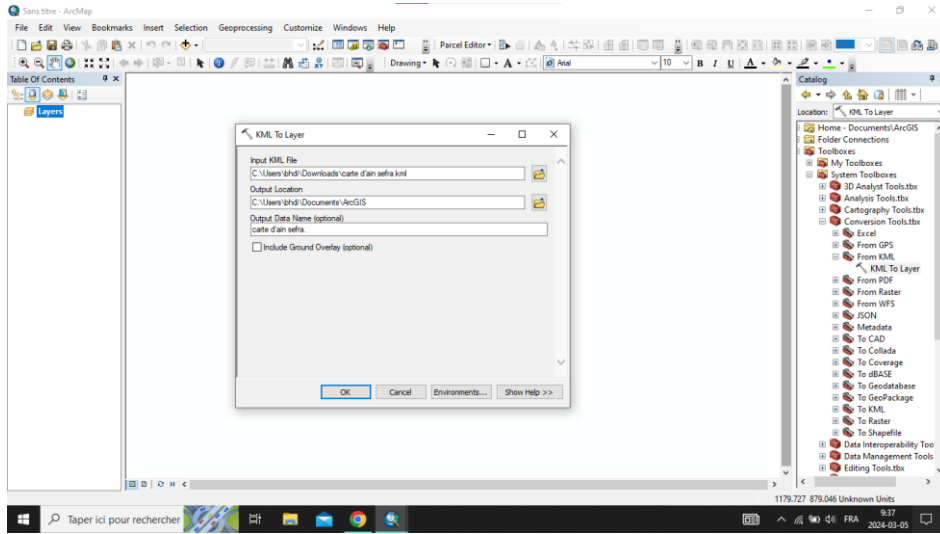 Sans titre - ArcMap
File Edit View Bookmarks Insert Selection Geoprocessing Customize Windows Help
Parcel Editor
Drawing Arial 10 B I U A
Table Of Contents
Layers
Catalog
Location: KML To Layer
Home - Documents\ArcGIS
Folder Connections
Toolboxes
My Toolboxes
System Toolboxes
3D Analyst Tools.tbx
Analysis Tools.tbx
Cartography Tools.tbx
Conversion Tools.tbx
Excel
From GPS
From KML
KML To Layer
From PDF
From Raster
From WFS
JSON
Metadata
To CAD
To Collada
To Coverage
To dBASE
To Geodatabase
To GeoPackage
To KML
To Raster
To Shapefile
Data Interoperability Too
Data Management Tools
Editing Tools.tbx
KML To Layer
Input KML File
C:\Users\bhdi\Downloads\carte d'ain sefra.kml
Output Location
C:\Users\bhdi\Documents\ArcGIS
Output Data Name (optional)
carte d'ain sefra.
Include Ground Overlay (optional)
OK Cancel Environments... Show Help >>
1179.727 879.046 Unknown Units
Taper ici pour rechercher
FRA
9:37
2024-03-05